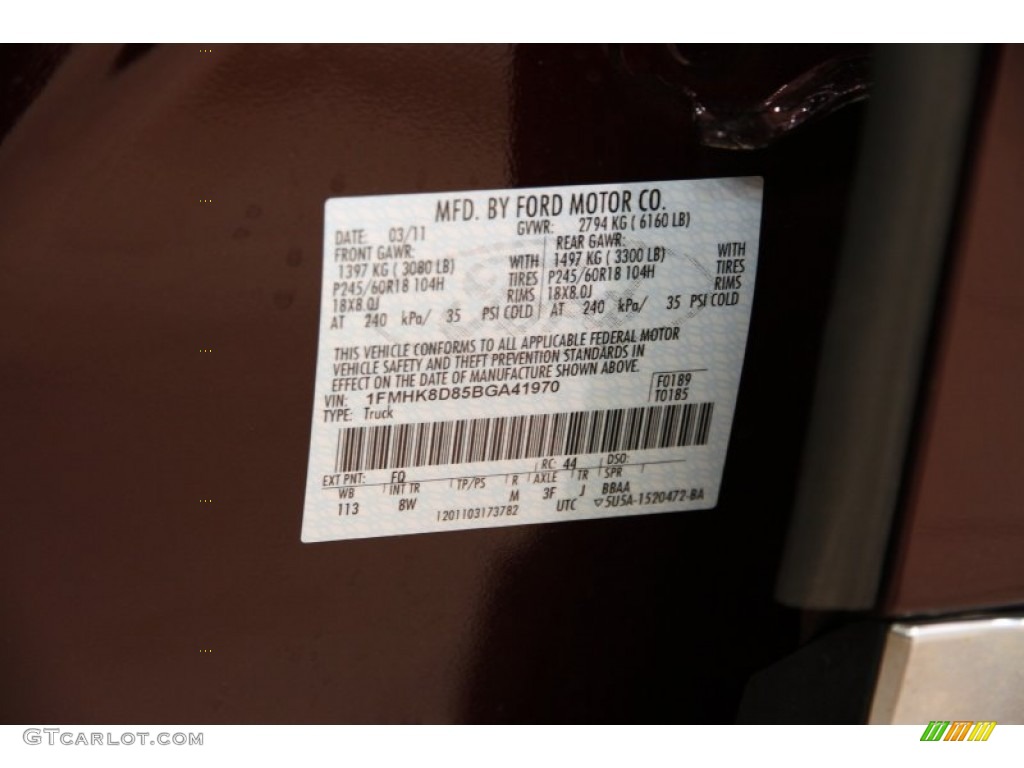 MFD. BY FORD MOTOR CO.
DATE: 03/11 GVWR: 2794 KG ( 6160 LB)
FRONT GAWR: REAR GAWR:
1397 KG ( 3080 LB) WITH 1497 KG ( 3300 LB) WITH
P245/60R18 104H TIRES P245/60R18 104H TIRES
18X8.0J RIMS 18X8.0J RIMS
AT 240 kPa/ 35 PSI COLD AT 240 kPa/ 35 PSI COLD
THIS VEHICLE CONFORMS TO ALL APPLICABLE FEDERAL MOTOR
VEHICLE SAFETY AND THEFT PREVENTION STANDARDS IN
EFFECT ON THE DATE OF MANUFACTURE SHOWN ABOVE.
VIN: 1FMHK8D85BGA41970 F0189
TYPE: Truck T0185
EXT PNT: FQ RC: 44 DSO:
WB INT TR TP/PS R AXLE TR SPR
113 8W M 3F J BBAA
1201103173782 UTC ▽5U5A-1520472-BA
GTCARLOT.COM